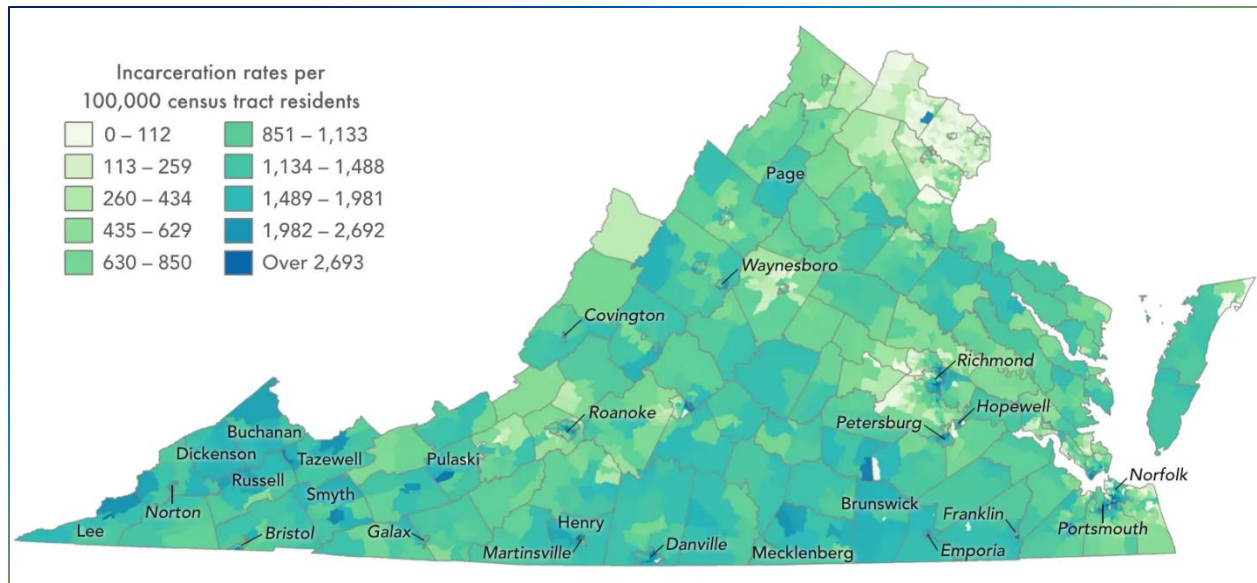 Incarceration rates per
100,000 census tract residents
0 – 112
113 – 259
260 – 434
435 – 629
630 – 850
851 – 1,133
1,134 – 1,488
1,489 – 1,981
1,982 – 2,692
Over 2,693
Page
Waynesboro
Covington
Richmond
Hopewell
Petersburg
Roanoke
Buchanan
Dickenson
Tazewell
Pulaski
Russell
Smyth
Norfolk
Norton
Lee
Bristol
Galax
Henry
Martinsville
Danville
Mecklenberg
Brunswick
Franklin
Emporia
Portsmouth